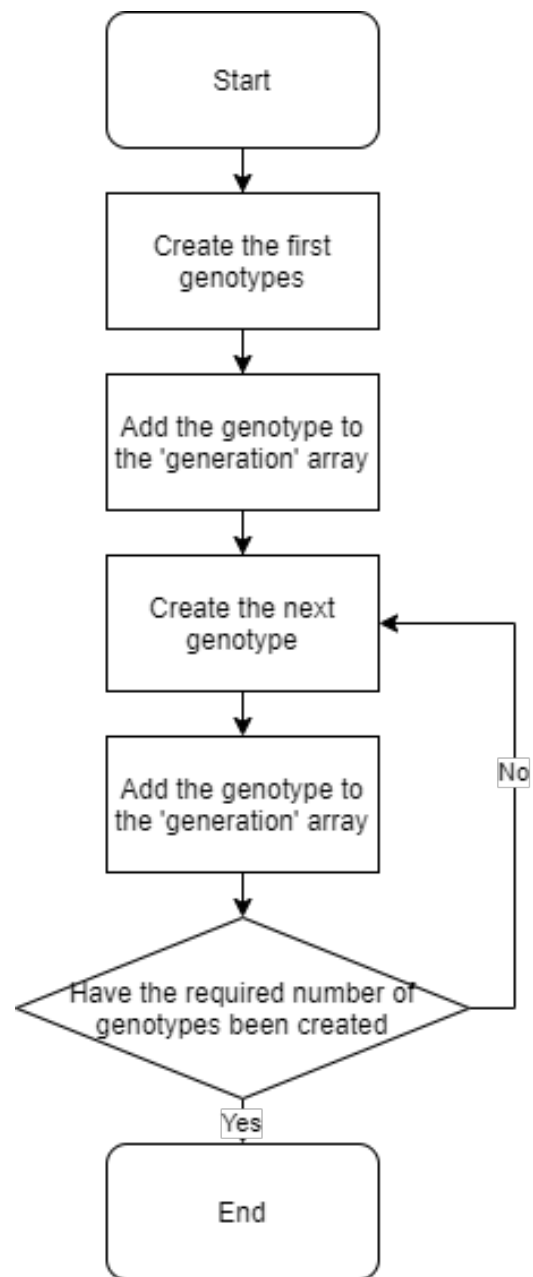 Start
Create the first
genotypes
Add the genotype to
the 'generation' array
Create the next
genotype
Add the genotype to
the 'generation' array
No
Have the required number of
genotypes been created
Yes
End